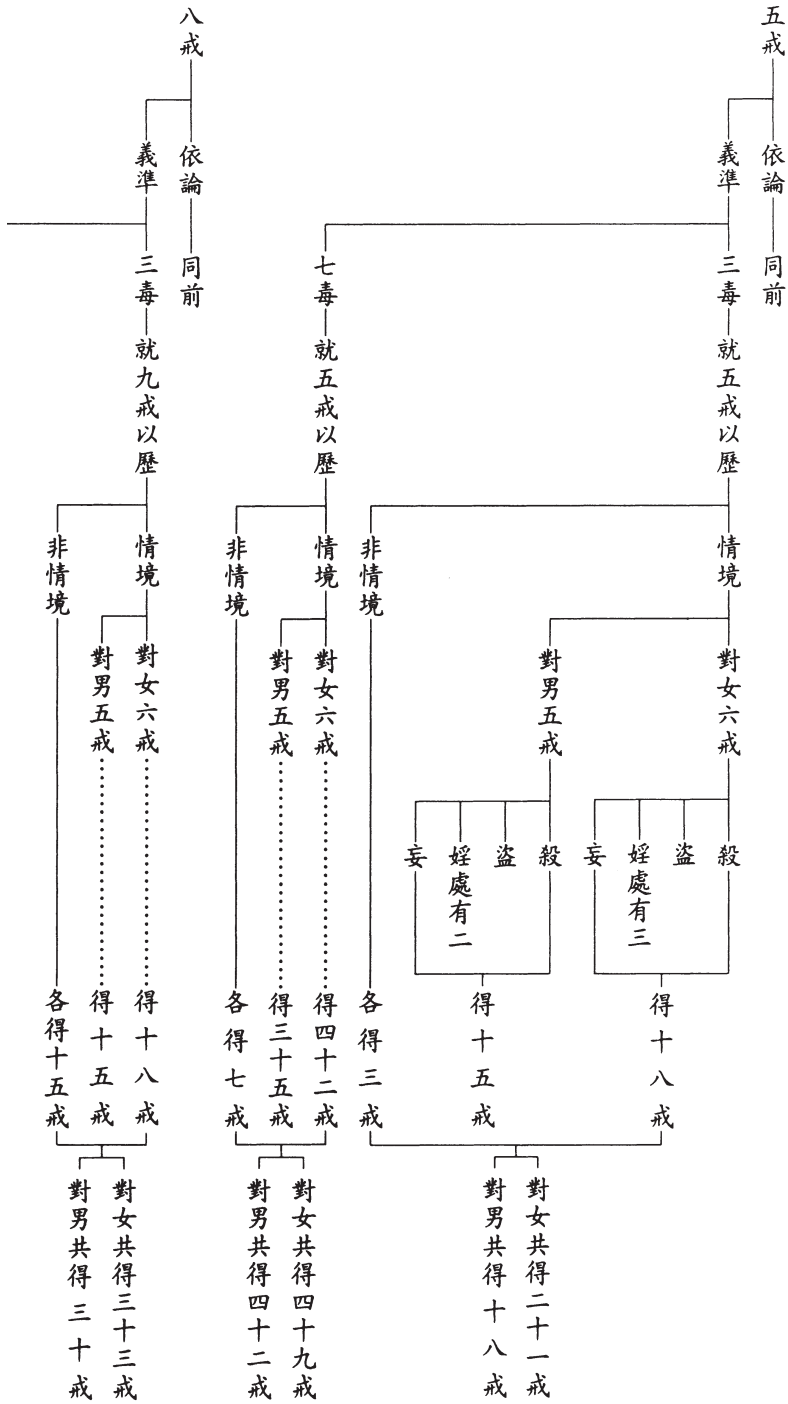 五戒
依論
同前
義準
三毒
就五戒以歷
情境
對女六戒
殺
盜
婬處有三
妄
得十八戒
對男五戒
殺
盜
婬處有二
妄
得十五戒
非情境
各得三戒
對女共得二十一戒
對男共得十八戒
七毒
就五戒以歷
情境
對女六戒
得四十二戒
對男五戒
得三十五戒
非情境
各得七戒
對女共得四十九戒
對男共得四十二戒
八戒
依論
同前
義準
三毒
就九戒以歷
情境
對女六戒
得十八戒
對男五戒
得十五戒
非情境
各得十五戒
對女共得三十三戒
對男共得三十戒